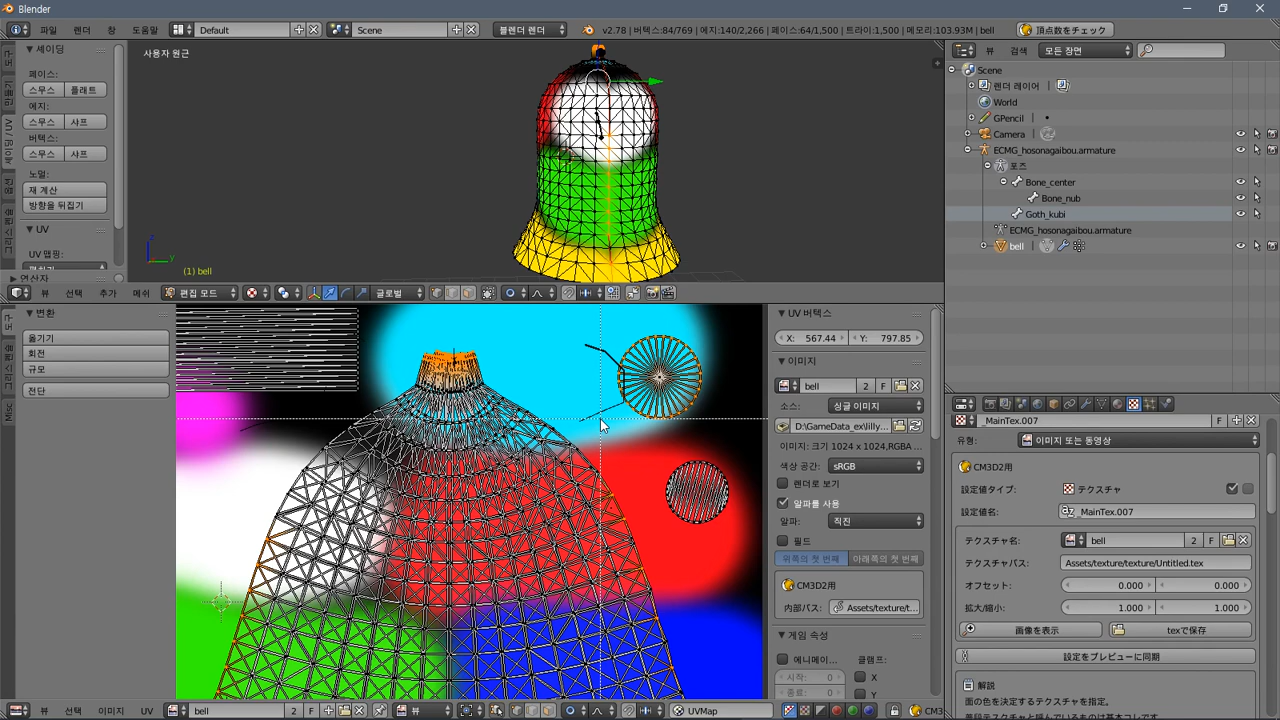 Blender
파일
렌더
창
도움말
Default
Scene
블렌더 렌더
v2.78 | 버텍스:84/769 | 에지:140/2,266 | 페이스:64/1,500 | 트라이:1,500 | 메모리:103.93M | bell
頂点数をチェック
셰이딩
페이스:
스무스
플래트
에지:
스무스
샤프
버텍스:
스무스
샤프
노멀:
재 계산
방향을 뒤집기
UV
UV 맵핑:
연산자
사용자 원근
z
y
(1) bell
뷰
선택
추가
메쉬
편집 모드
글로벌
뷰
검색
모든 장면
Scene
렌더 레이어
World
GPencil
Camera
ECMG_hosonagaibou.armature
포즈
Bone_center
Bone_nub
Goth_kubi
ECMG_hosonagaibou.armature
bell
변환
옮기기
회전
규모
전단
Misc
UV 버텍스
X: 567.44
Y: 797.85
이미지
bell
2
F
소스:
싱글 이미지
D:\GameData_ex\lilly...
이미지: 크기 1024 x 1024,RGBA ...
색상 공간:
sRGB
렌더로 보기
알파를 사용
알파:
직진
필드
위쪽의 첫 번째
아래쪽의 첫 번째
CM3D2用
内部パス:
Assets/texture/t...
게임 속성
에니메이...
클램프:
시작: 0
X
종료: 0
Y
뷰
선택
이미지
UV
bell
2
F
뷰
UVMap
CM3
_MainTex.007
F
유형:
이미지 또는 동영상
CM3D2用
設定値タイプ:
テクスチャ
設定値名:
_MainTex.007
テクスチャ名:
bell
2
F
テクスチャパス:
Assets/texture/texture/Untitled.tex
オフセット:
0.000
0.000
拡大/縮小:
1.000
1.000
画像を表示
texで保存
設定をプレビューに同期
解説
面の色を決定するテクスチャを指定。